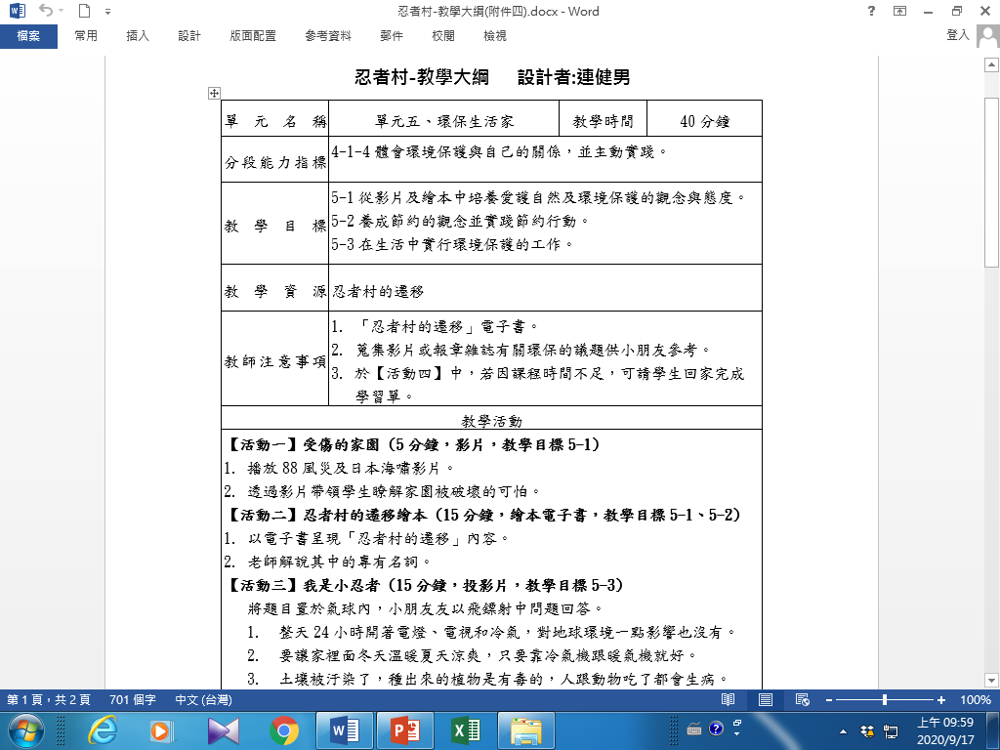 忍者村-教學大綱(附件四).docx - Word
檔案 常用 插入 設計 版面配置 參考資料 郵件 校閱 檢視 登入
忍者村-教學大綱 設計者:連健男
單元名稱 單元五、環保生活家 教學時間 40分鐘
分段能力指標 4-1-4體會環境保護與自己的關係，並主動實踐。
5-1從影片及繪本中培養愛護自然及環境保護的觀念與態度。
教學目標 5-2養成節約的觀念並實踐節約行動。
5-3在生活中實行環境保護的工作。
教學資源 忍者村的遷移
1. 「忍者村的遷移」電子書。
2. 蒐集影片或報章雜誌有關環保的議題供小朋友參考。
教師注意事項
3. 於【活動四】中，若因課程時間不足，可請學生回家完成
學習單。
教學活動
【活動一】受傷的家園（5分鐘，影片，教學目標5-1）
1. 播放88風災及日本海嘯影片。
2. 透過影片帶領學生瞭解家園被破壞的可怕。
【活動二】忍者村的遷移繪本（15分鐘，繪本電子書，教學目標5-1、5-2）
1. 以電子書呈現「忍者村的遷移」內容。
2. 老師解說其中的專有名詞。
【活動三】我是小忍者（15分鐘，投影片，教學目標5-3）
將題目置於氣球內，小朋友友以飛鏢射中問題回答。
1. 整天24小時開著電燈、電視和冷氣，對地球環境一點影響也沒有。
2. 要讓家裡面冬天溫暖夏天涼爽，只要靠冷氣機跟暖氣機就好。
3. 土壤被汙染了，種出來的植物是有毒的，人跟動物吃了都會生病。
第1頁，共2頁 701個字 中文(台灣) 100%
上午 09:59
2020/9/17